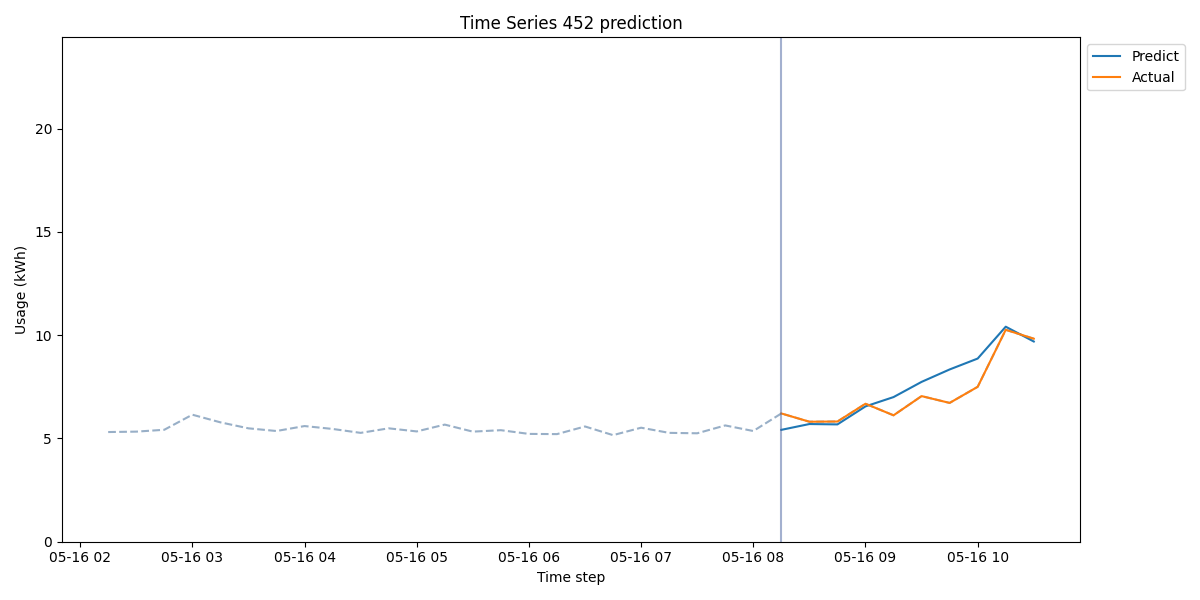 Time Series 452 prediction
Predict
Actual
Usage (kWh)
20
15
10
5
0
05-16 02 05-16 03 05-16 04 05-16 05 05-16 06 05-16 07 05-16 08 05-16 09 05-16 10
Time step